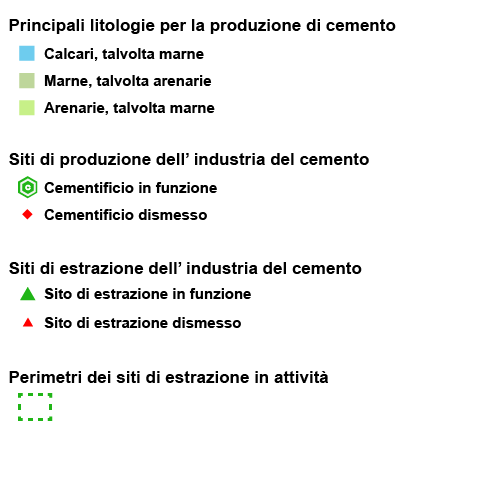 Principali litologie per la produzione di cemento
Calcari, talvolta marne
Marne, talvolta arenarie
Arenarie, talvolta marne
Siti di produzione dell’ industria del cemento
Cementificio in funzione
Cementificio dismesso
Siti di estrazione dell’ industria del cemento
Sito di estrazione in funzione
Sito di estrazione dismesso
Perimetri dei siti di estrazione in attività